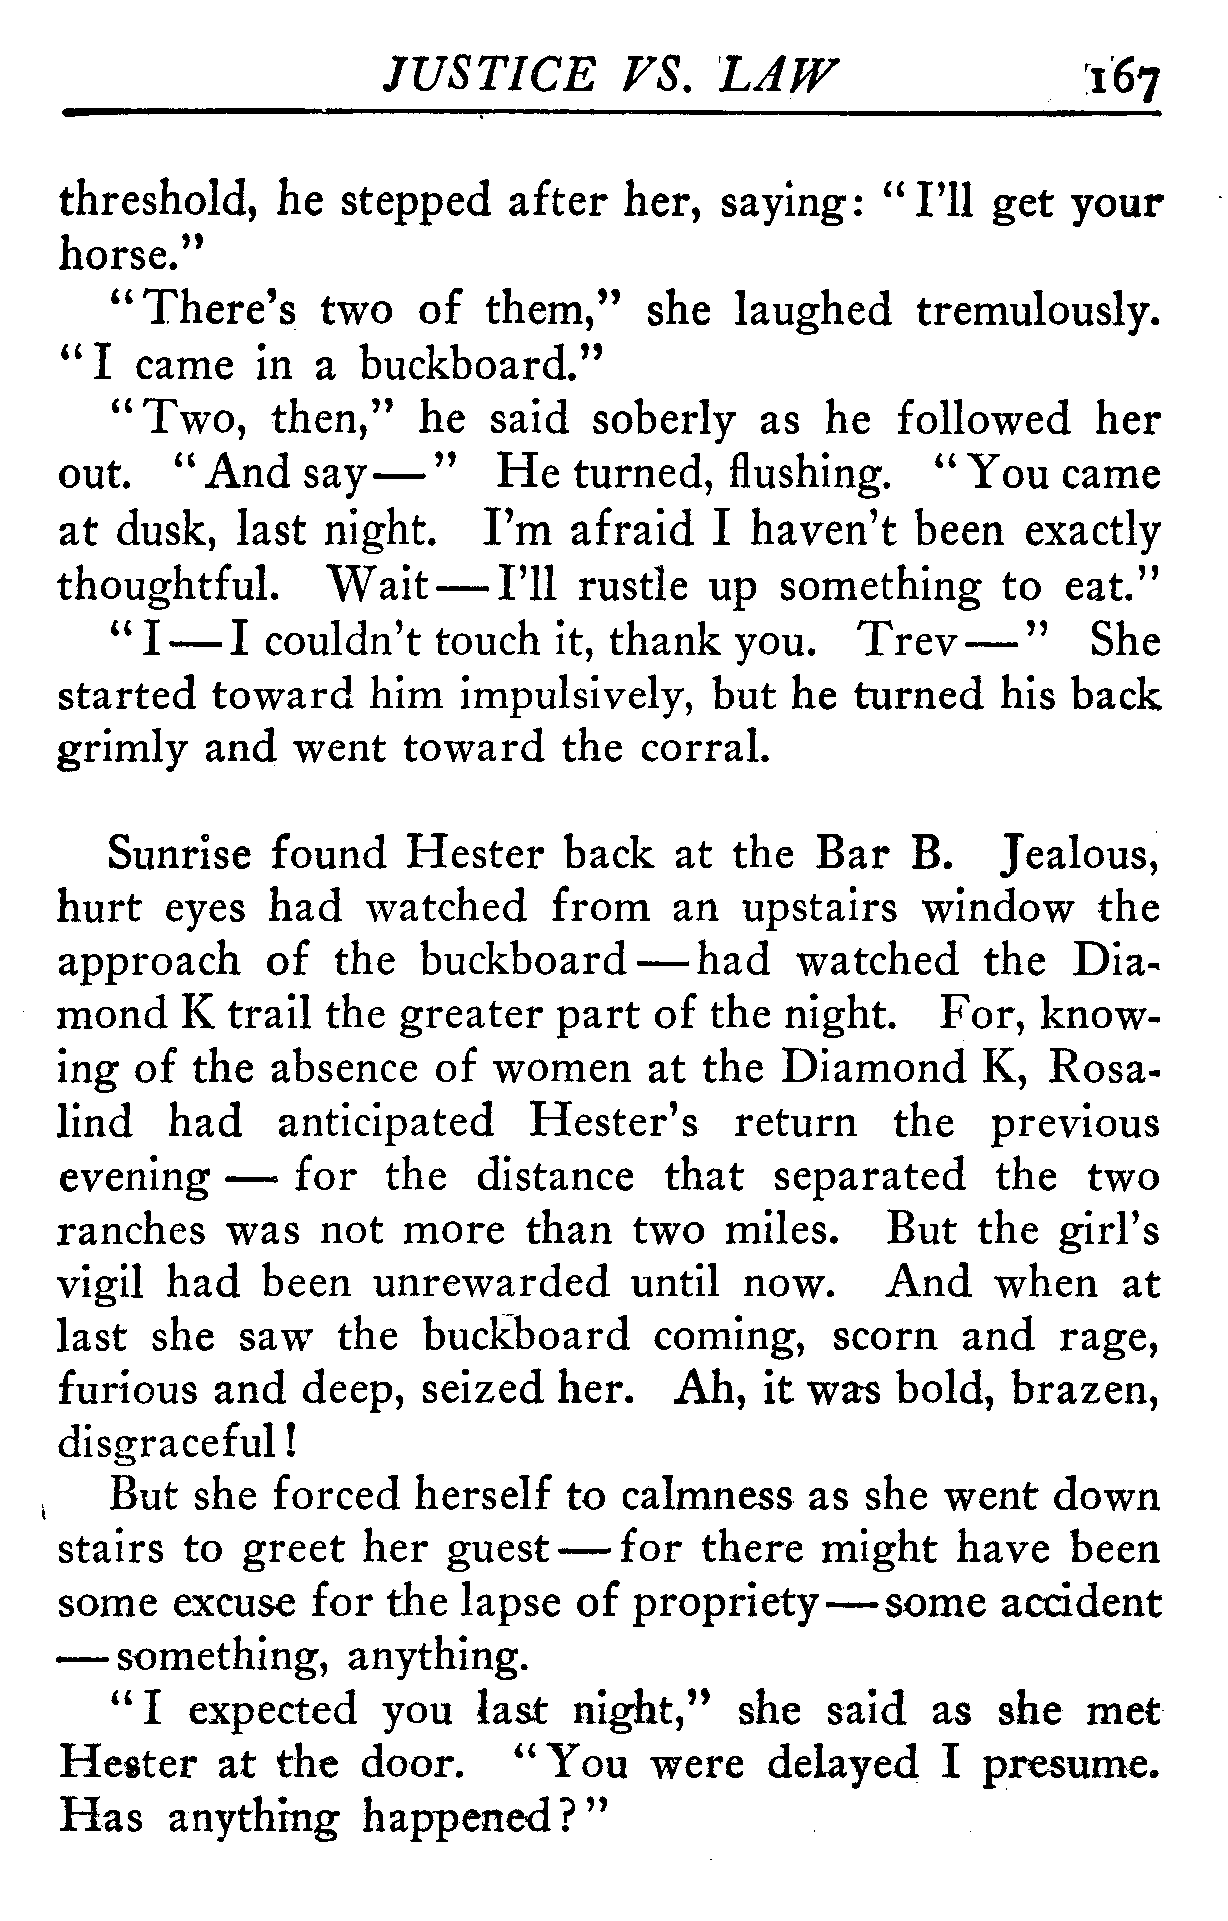 JUSTICE VS. LAW 167
threshold, he stepped after her, saying: "I'll get your
horse."
"There's two of them," she laughed tremulously.
"I came in a buckboard."
"Two, then," he said soberly as he followed her
out. "And say—" He turned, flushing. "You came
at dusk, last night. I'm afraid I haven't been exactly
thoughtful. Wait—I'll rustle up something to eat."
"I—I couldn't touch it, thank you. Trev—" She
started toward him impulsively, but he turned his back
grimly and went toward the corral.
Sunrise found Hester back at the Bar B. Jealous,
hurt eyes had watched from an upstairs window the
approach of the buckboard—had watched the Dia-
mond K trail the greater part of the night. For, know-
ing of the absence of women at the Diamond K, Rosa-
lind had anticipated Hester's return the previous
evening — for the distance that separated the two
ranches was not more than two miles. But the girl's
vigil had been unrewarded until now. And when at
last she saw the buckboard coming, scorn and rage,
furious and deep, seized her. Ah, it was bold, brazen,
disgraceful!
But she forced herself to calmness as she went down
stairs to greet her guest—for there might have been
some excuse for the lapse of propriety—some accident
—something, anything.
"I expected you last night," she said as she met
Hester at the door. "You were delayed I presume.
Has anything happened?"